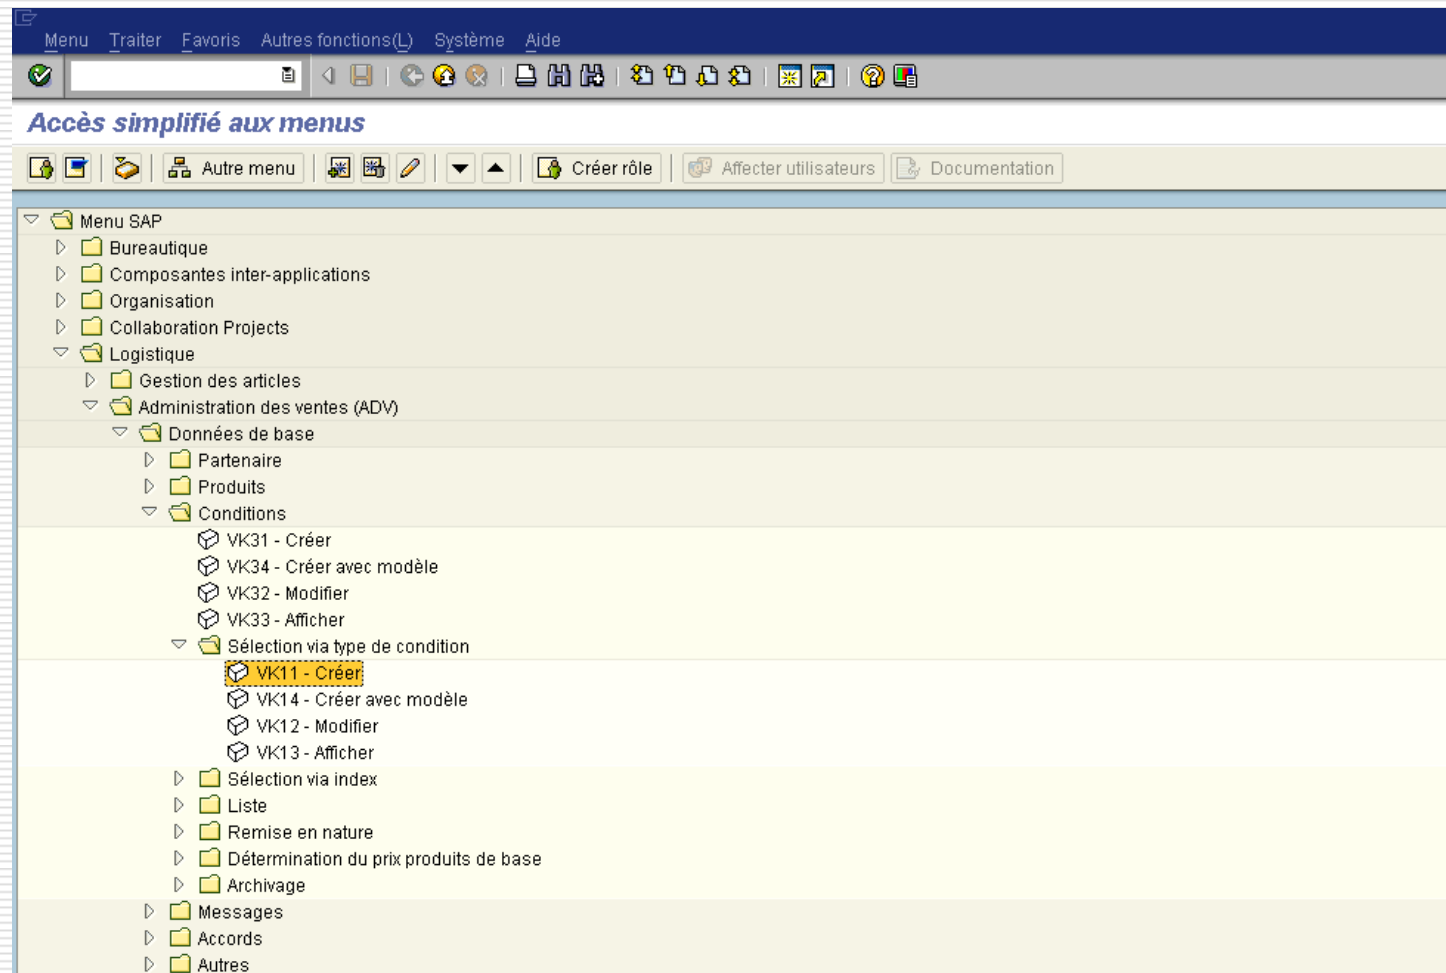 Menu Traiter Favoris Autres fonctions(L) Système Aide
Accès simplifié aux menus
Autre menu Créer rôle Affecter utilisateurs Documentation
Menu SAP
Bureautique
Composantes inter-applications
Organisation
Collaboration Projects
Logistique
Gestion des articles
Administration des ventes (ADV)
Données de base
Partenaire
Produits
Conditions
VK31 - Créer
VK34 - Créer avec modèle
VK32 - Modifier
VK33 - Afficher
Sélection via type de condition
VK11 - Créer
VK14 - Créer avec modèle
VK12 - Modifier
VK13 - Afficher
Sélection via index
Liste
Remise en nature
Détermination du prix produits de base
Archivage
Messages
Accords
Autres